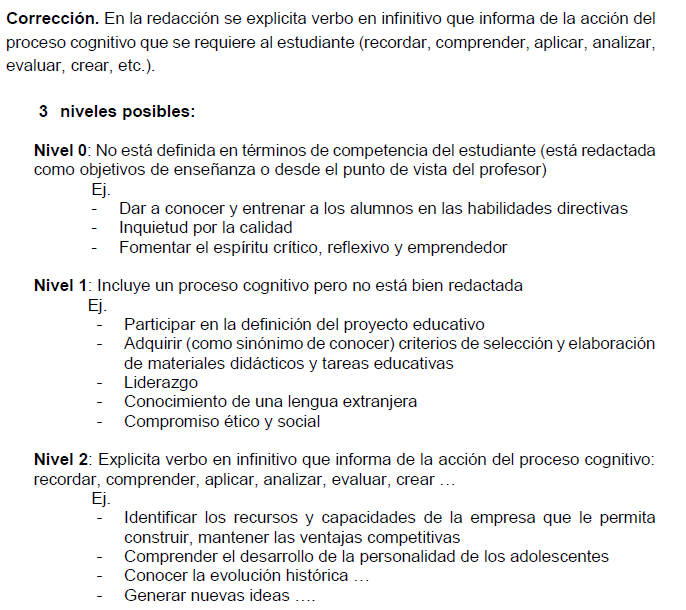 Corrección. En la redacción se explicita verbo en infinitivo que informa de la acción del
proceso cognitivo que se requiere al estudiante (recordar, comprender, aplicar, analizar,
evaluar, crear, etc.).
3 niveles posibles:
Nivel 0: No está definida en términos de competencia del estudiante (está redactada
como objetivos de enseñanza o desde el punto de vista del profesor)
Ej.
- Dar a conocer y entrenar a los alumnos en las habilidades directivas
- Inquietud por la calidad
- Fomentar el espíritu crítico, reflexivo y emprendedor
Nivel 1: Incluye un proceso cognitivo pero no está bien redactada
Ej.
- Participar en la definición del proyecto educativo
- Adquirir (como sinónimo de conocer) criterios de selección y elaboración
de materiales didácticos y tareas educativas
- Liderazgo
- Conocimiento de una lengua extranjera
- Compromiso ético y social
Nivel 2: Explicita verbo en infinitivo que informa de la acción del proceso cognitivo:
recordar, comprender, aplicar, analizar, evaluar, crear …
Ej.
- Identificar los recursos y capacidades de la empresa que le permita
construir, mantener las ventajas competitivas
- Comprender el desarrollo de la personalidad de los adolescentes
- Conocer la evolución histórica …
- Generar nuevas ideas ….